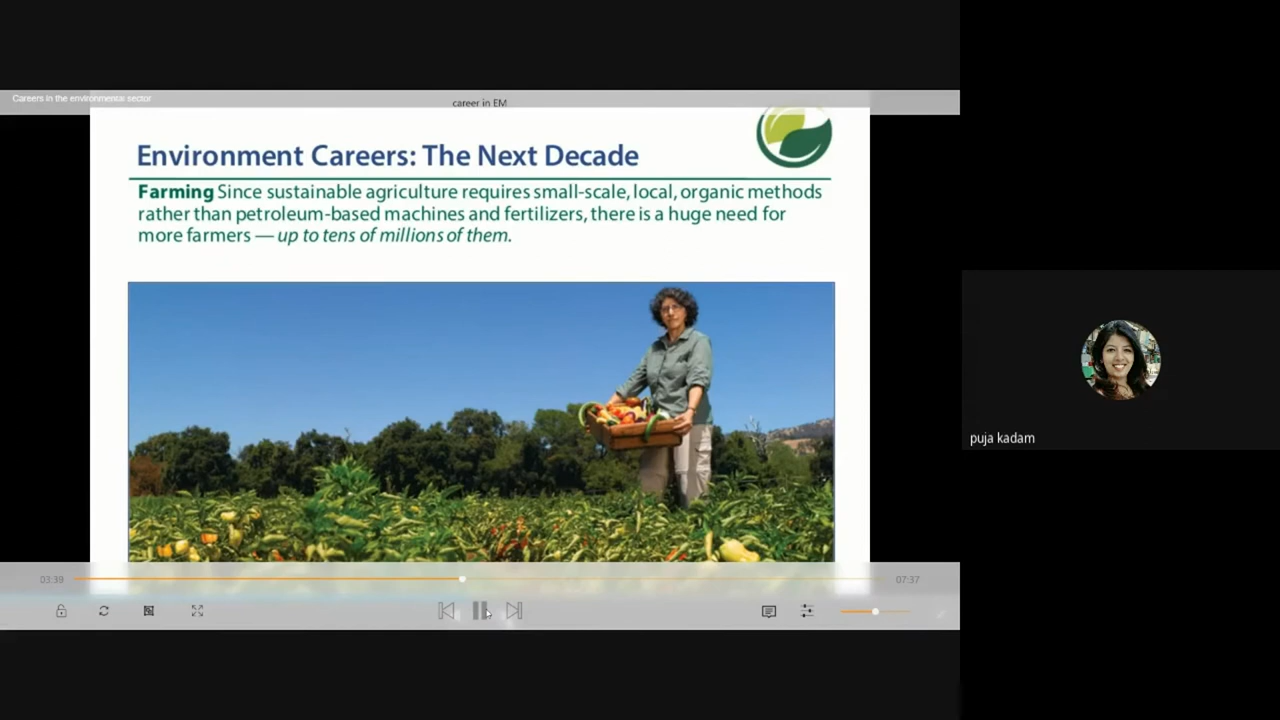 Careers in the environmental sector
career in EM
Environment Careers: The Next Decade
Farming Since sustainable agriculture requires small-scale, local, organic methods
rather than petroleum-based machines and fertilizers, there is a huge need for
more farmers — up to tens of millions of them.
puja kadam
03:39
07:37